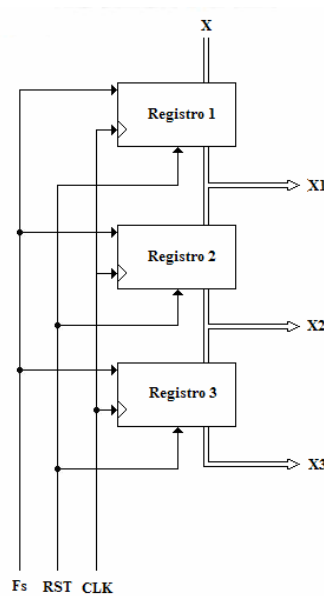 X
Registro 1
X1
Registro 2
X2
Registro 3
X3
Fs RST CLK